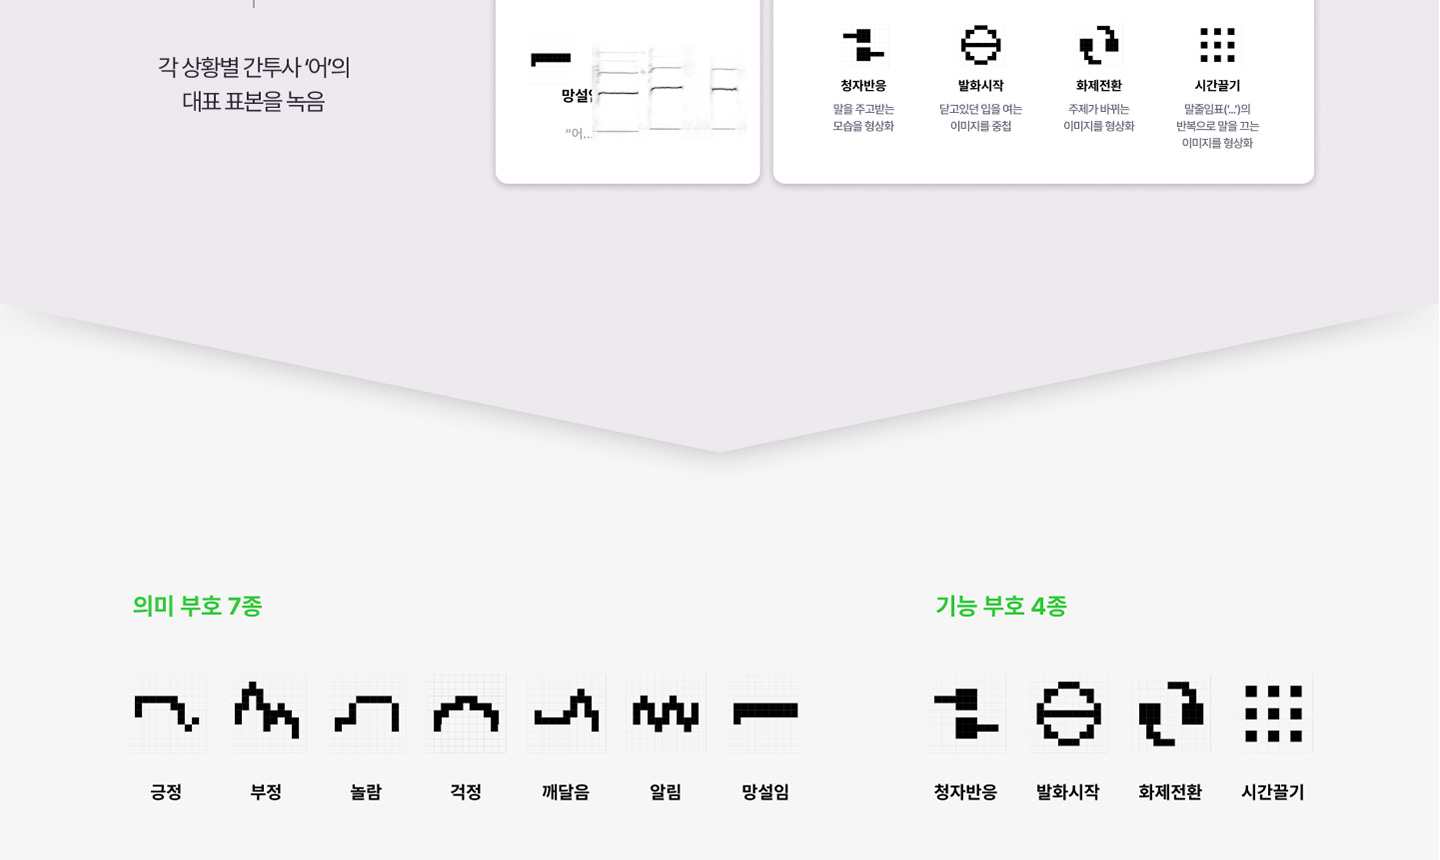 각 상황별 간투사 ‘어’의
대표 표본을 녹음
“어...
청자반응
말을 주고받는
모습을 형상화
발화시작
닫고있던 입을 여는
이미지를 중첩
화제전환
주제가 바뀌는
이미지를 형상화
시간끌기
말줄임표(‘...’)의
반복으로 말을 끄는
이미지를 형상화
의미 부호 7종
긍정
부정
놀람
걱정
깨달음
알림
망설임
기능 부호 4종
청자반응
발화시작
화제전환
시간끌기